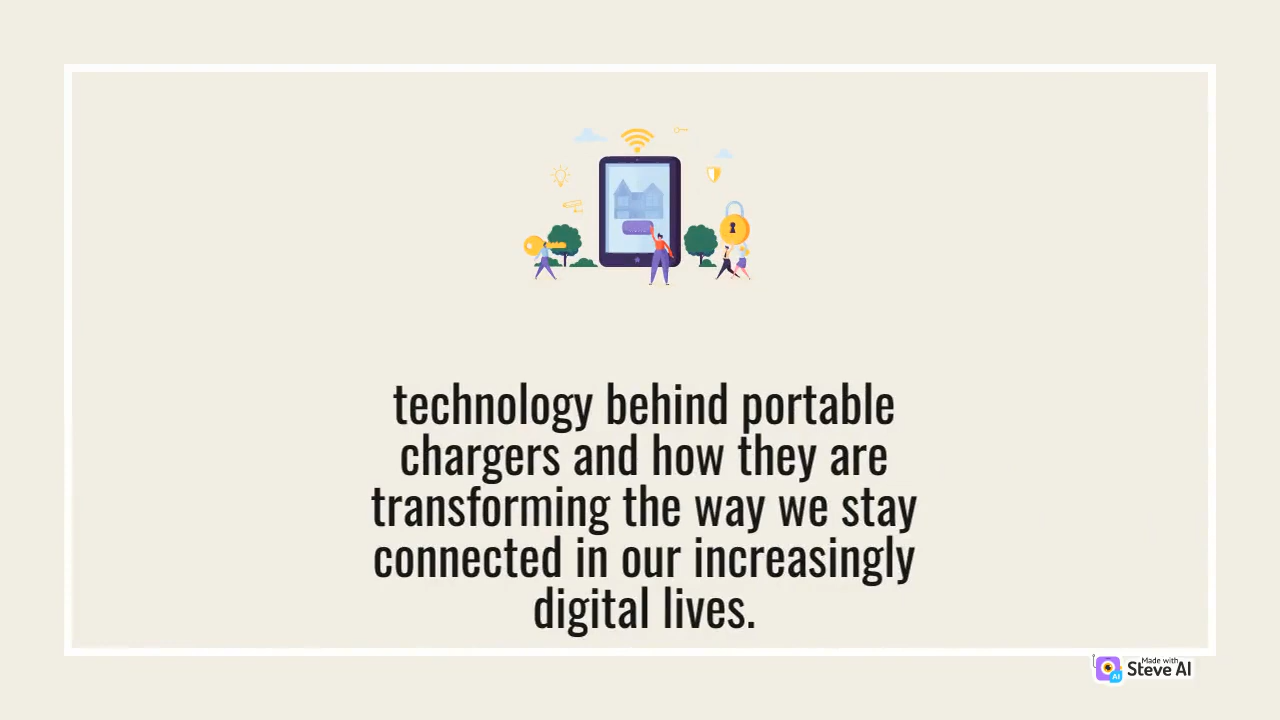 technology behind portable
chargers and how they are
transforming the way we stay
connected in our increasingly
digital lives.
Made with
Steve AI
AI